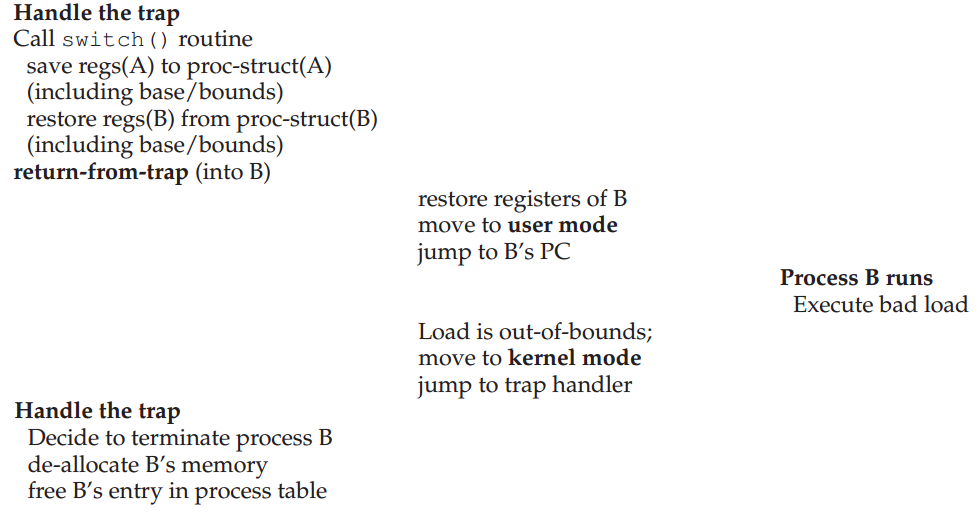 Handle the trap
Call switch() routine
save regs(A) to proc-struct(A)
(including base/bounds)
restore regs(B) from proc-struct(B)
(including base/bounds)
return-from-trap (into B)
restore registers of B
move to user mode
jump to B's PC
Process B runs
Execute bad load
Load is out-of-bounds;
move to kernel mode
jump to trap handler
Handle the trap
Decide to terminate process B
de-allocate B's memory
free B's entry in process table